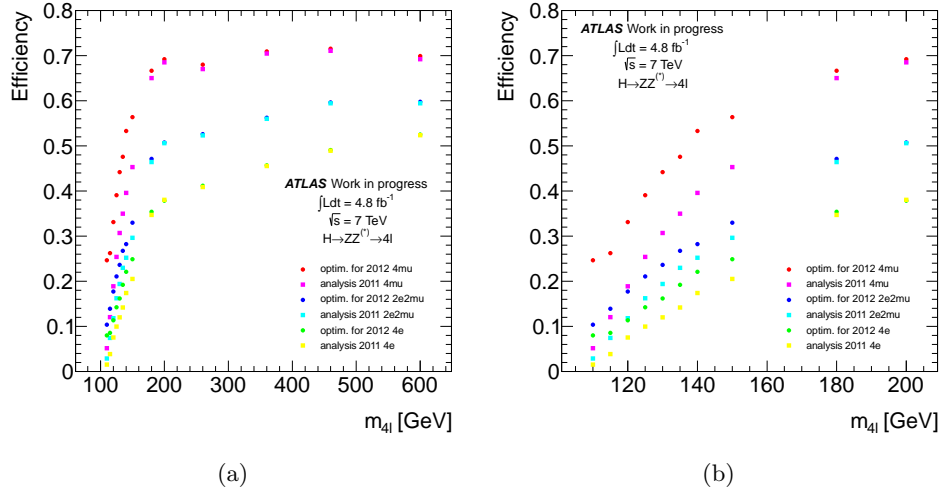 Efficiency
0.8
0.7
0.6
0.5
0.4
0.3
0.2
0.1
0
ATLAS Work in progress
∫Ldt = 4.8 fb⁻¹
√s = 7 TeV
H→ZZ⁽*⁾→4l
optim. for 2012 4mu
analysis 2011 4mu
optim. for 2012 2e2mu
analysis 2011 2e2mu
optim. for 2012 4e
analysis 2011 4e
100 200 300 400 500 600
m4l [GeV]
(a)
Efficiency
0.8
0.7
0.6
0.5
0.4
0.3
0.2
0.1
0
ATLAS Work in progress
∫Ldt = 4.8 fb⁻¹
√s = 7 TeV
H→ZZ⁽*⁾→4l
optim. for 2012 4mu
analysis 2011 4mu
optim. for 2012 2e2mu
analysis 2011 2e2mu
optim. for 2012 4e
analysis 2011 4e
120 140 160 180 200
m4l [GeV]
(b)